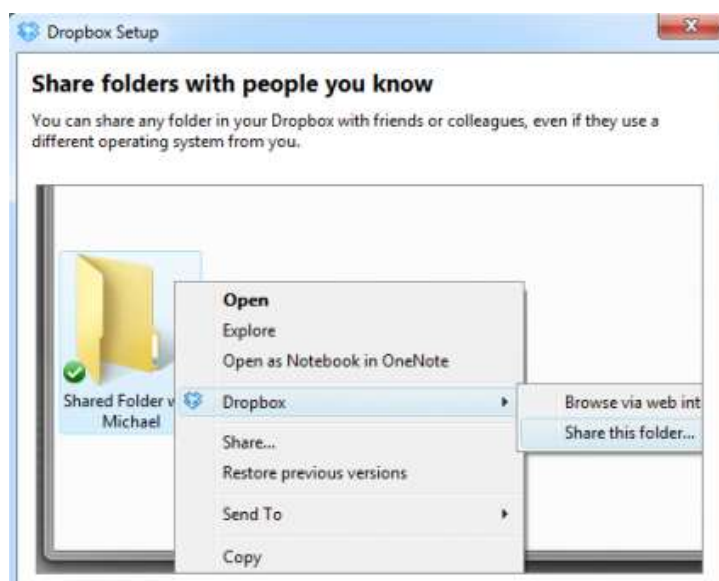 Dropbox Setup
Share folders with people you know
You can share any folder in your Dropbox with friends or colleagues, even if they use a
different operating system from you.
Open
Explore
Open as Notebook in OneNote
Shared Folder
Michael
Dropbox
Browse via web
Share this folder...
Share...
Restore previous versions
Send To
Copy